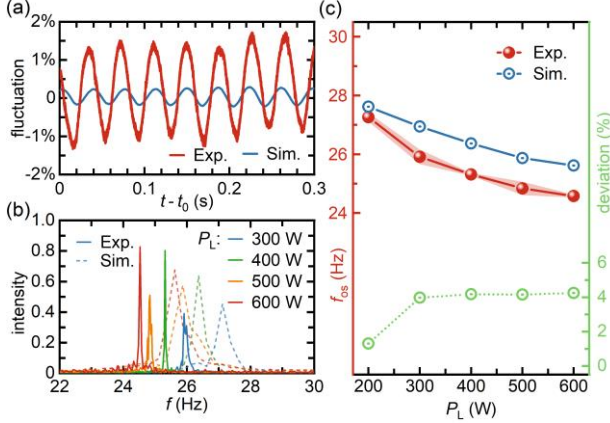 (a)
2%
1%
0
-1%
-2%
fluctuation
Exp.
Sim.
0
0.1
0.2
0.3
t - t0 (s)
(b)
1.0
0.8
0.6
0.4
0.2
0.0
intensity
Exp.
Sim.
PL:
300 W
400 W
500 W
600 W
22
24
26
28
30
f (Hz)
(c)
30
28
26
24
fos (Hz)
Exp.
Sim.
6
4
2
0
deviation (%)
200
300
400
500
600
PL (W)